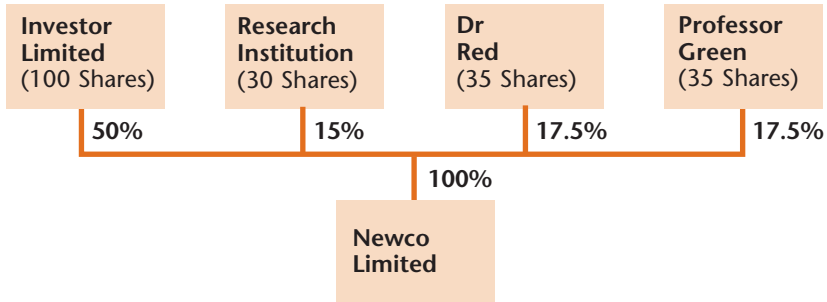 Investor
Limited
(100 Shares)
Research
Institution
(30 Shares)
Dr
Red
(35 Shares)
Professor
Green
(35 Shares)
50%
15%
17.5%
17.5%
100%
Newco
Limited